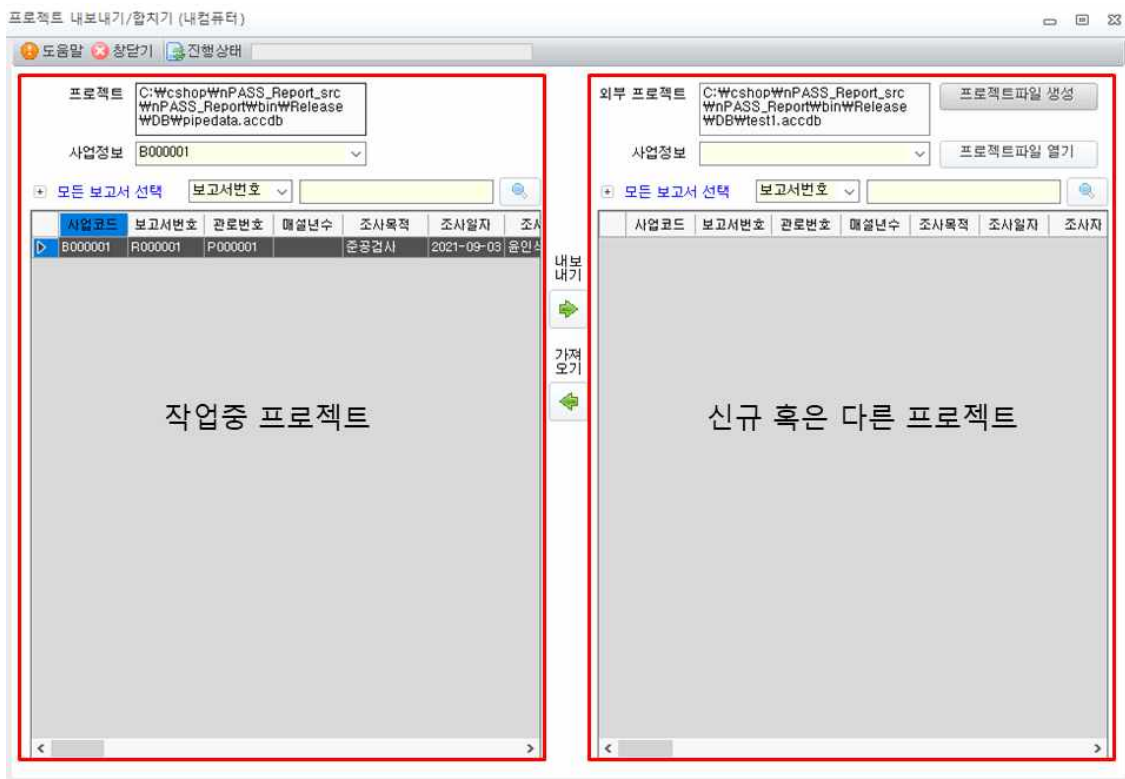 프로젝트 내보내기/합치기 (내컴퓨터)
도움말 창닫기 진행상태
프로젝트
C:₩cshop₩nPASS_Report_src
₩nPASS_Report₩bin₩Release
₩DB₩pipedata.accdb
사업정보 B000001
모든 보고서 선택 보고서번호
사업코드 보고서번호 관로번호 매설년수 조사목적 조사일자 조사
B000001 R000001 P000001 준공검사 2021-09-03 윤인식
작업중 프로젝트
내보
내기
가져
오기
외부 프로젝트
C:₩cshop₩nPASS_Report_src
₩nPASS_Report₩bin₩Release
₩DB₩test1.accdb
프로젝트파일 생성
사업정보
프로젝트파일 열기
모든 보고서 선택 보고서번호
사업코드 보고서번호 관로번호 매설년수 조사목적 조사일자 조사자
신규 혹은 다른 프로젝트